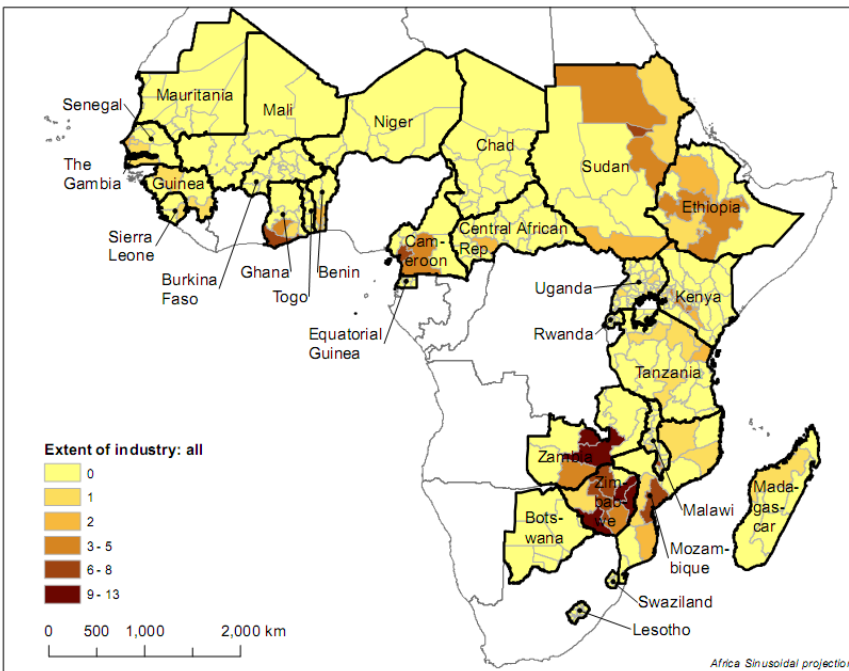 Mauritania
Senegal
Mali
Niger
Chad
Sudan
The
Gambia
Guinea
Ethiopia
Sierra
Leone
Burkina
Faso
Ghana
Togo
Benin
Cam-
eroon
Central African
Rep.
Equatorial
Guinea
Uganda
Kenya
Rwanda
Tanzania
Zambia
Zim-
bab-
we
Malawi
Mada-
gas-
car
Bots-
wana
Mozam-
bique
Swaziland
Lesotho
Extent of industry: all
0
1
2
3 - 5
6 - 8
9 - 13
0 500 1,000 2,000 km
Africa Sinusoidal projection